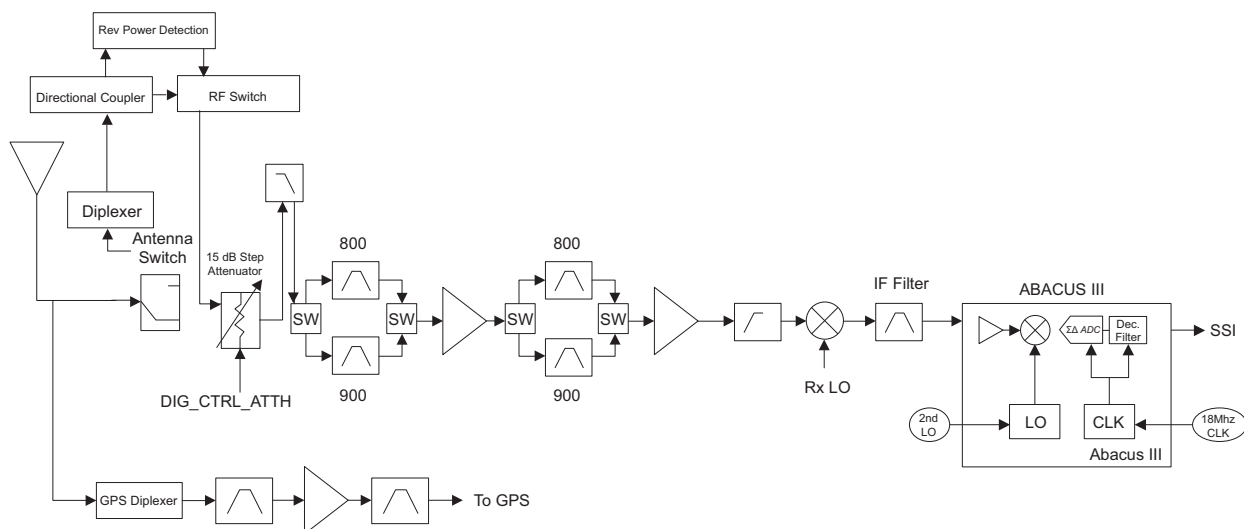 Rev Power Detection
Directional Coupler
RF Switch
Diplexer
Antenna
Switch
15 dB Step
Attenuator
DIG_CTRL_ATTH
800
SW
SW
900
800
SW
SW
900
Rx LO
IF Filter
ABACUS III
ΣΔ ADC
Dec.
Filter
SSI
2nd
LO
LO
CLK
18Mhz
CLK
Abacus III
GPS Diplexer
To GPS